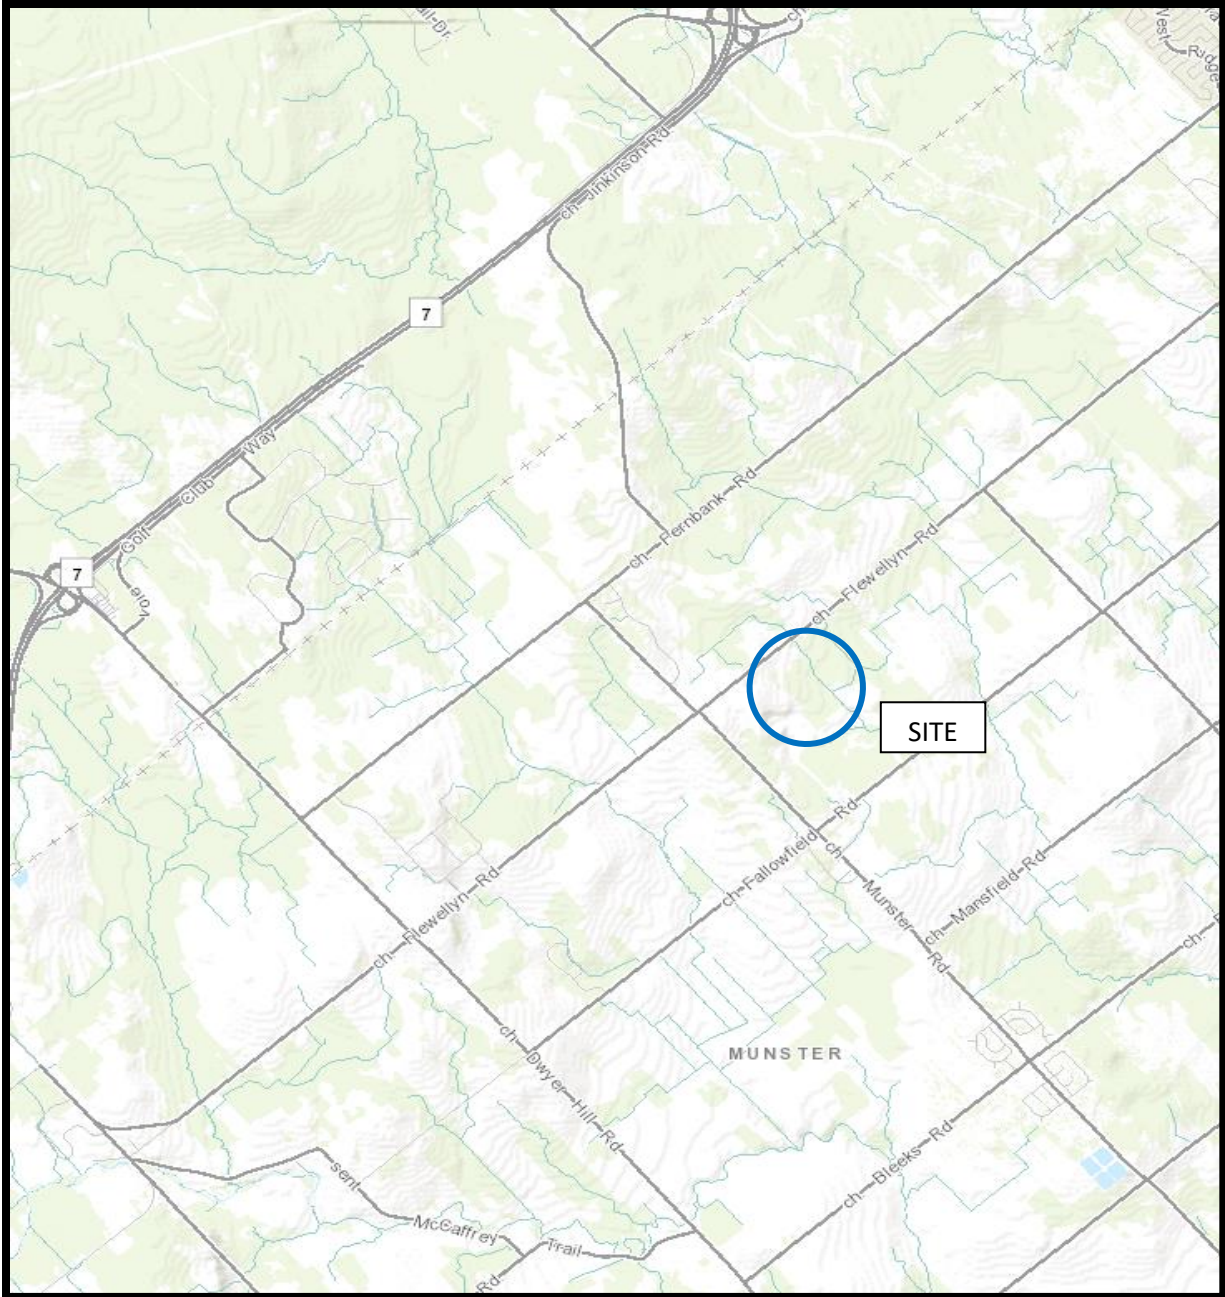 ch
Jinkinson Rd
7
Golf Club Way
7
Voie
ch Fernbank Rd
ch Flewellyn Rd
SITE
ch Fallowfield Rd
ch Munster Rd
ch Mansfield Rd
ch Flewellyn Rd
ch
ch Dwyer Hill Rd
MUNSTER
ch Bleeks Rd
sent McCaffrey Trail
Rd
West Ridge